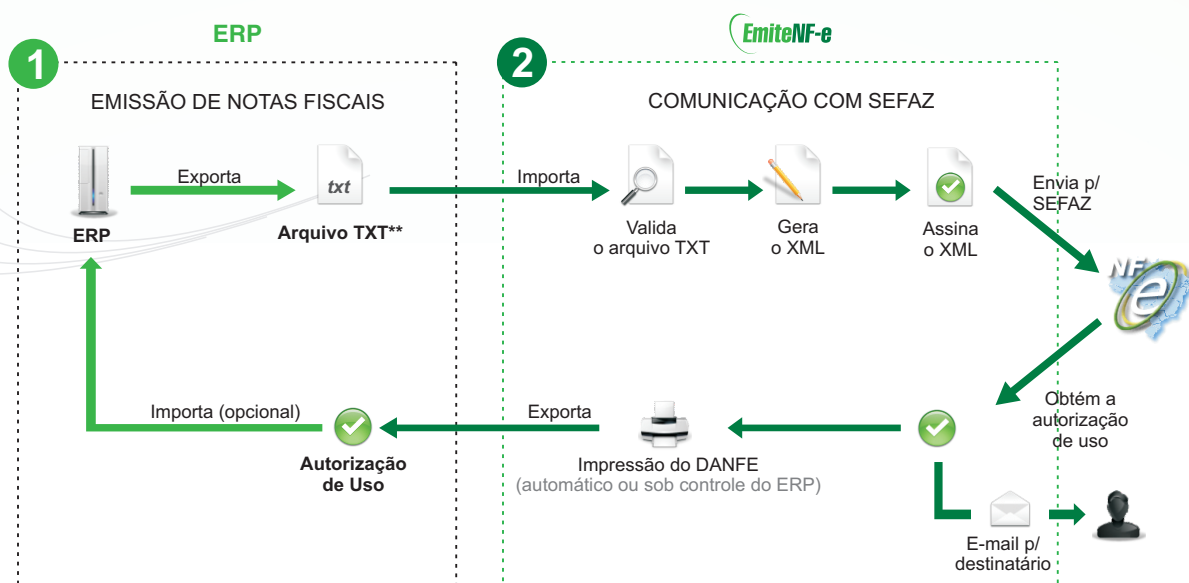 ERP
EmiteNF-e
1
2
EMISSÃO DE NOTAS FISCAIS
COMUNICAÇÃO COM SEFAZ
Exporta
txt
Importa
Envia p/
SEFAZ
ERP
Arquivo TXT**
Valida
o arquivo TXT
Gera
o XML
Assina
o XML
NF
e
Importa (opcional)
Exporta
Obtém a
autorização
de uso
Autorização
de Uso
Impressão do DANFE
(automático ou sob controle do ERP)
E-mail p/
destinatário